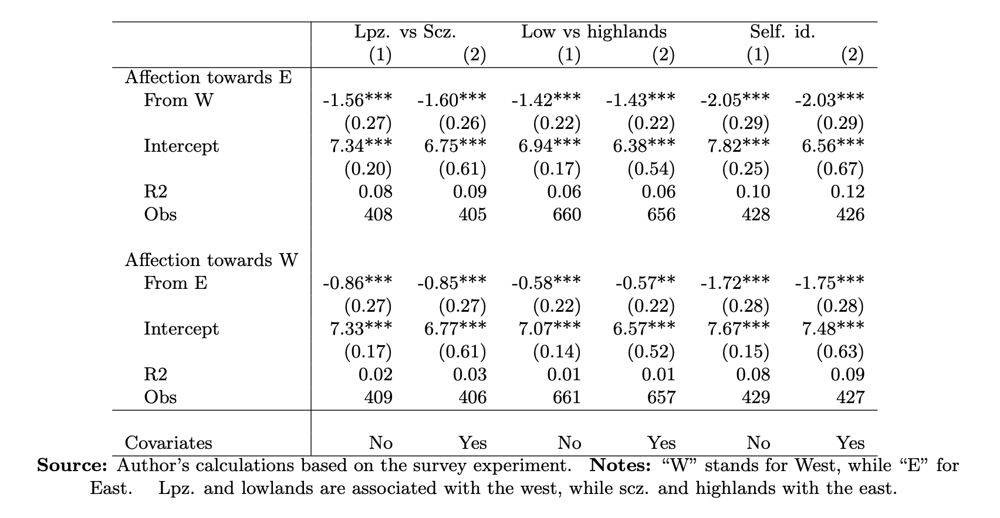 Lpz. vs Scz. Low vs highlands Self. id.
(1) (2) (1) (2) (1) (2)
Affection towards E
From W -1.56*** -1.60*** -1.42*** -1.43*** -2.05*** -2.03***
(0.27) (0.26) (0.22) (0.22) (0.29) (0.29)
Intercept 7.34*** 6.75*** 6.94*** 6.38*** 7.82*** 6.56***
(0.20) (0.61) (0.17) (0.54) (0.25) (0.67)
R2 0.08 0.09 0.06 0.06 0.10 0.12
Obs 408 405 660 656 428 426
Affection towards W
From E -0.86*** -0.85*** -0.58*** -0.57** -1.72*** -1.75***
(0.27) (0.27) (0.22) (0.22) (0.28) (0.28)
Intercept 7.33*** 6.77*** 7.07*** 6.57*** 7.67*** 7.48***
(0.17) (0.61) (0.14) (0.52) (0.15) (0.63)
R2 0.02 0.03 0.01 0.01 0.08 0.09
Obs 409 406 661 657 429 427
Covariates No Yes No Yes No Yes
Source: Author's calculations based on the survey experiment. Notes: “W” stands for West, while “E” for
East. Lpz. and lowlands are associated with the west, while scz. and highlands with the east.